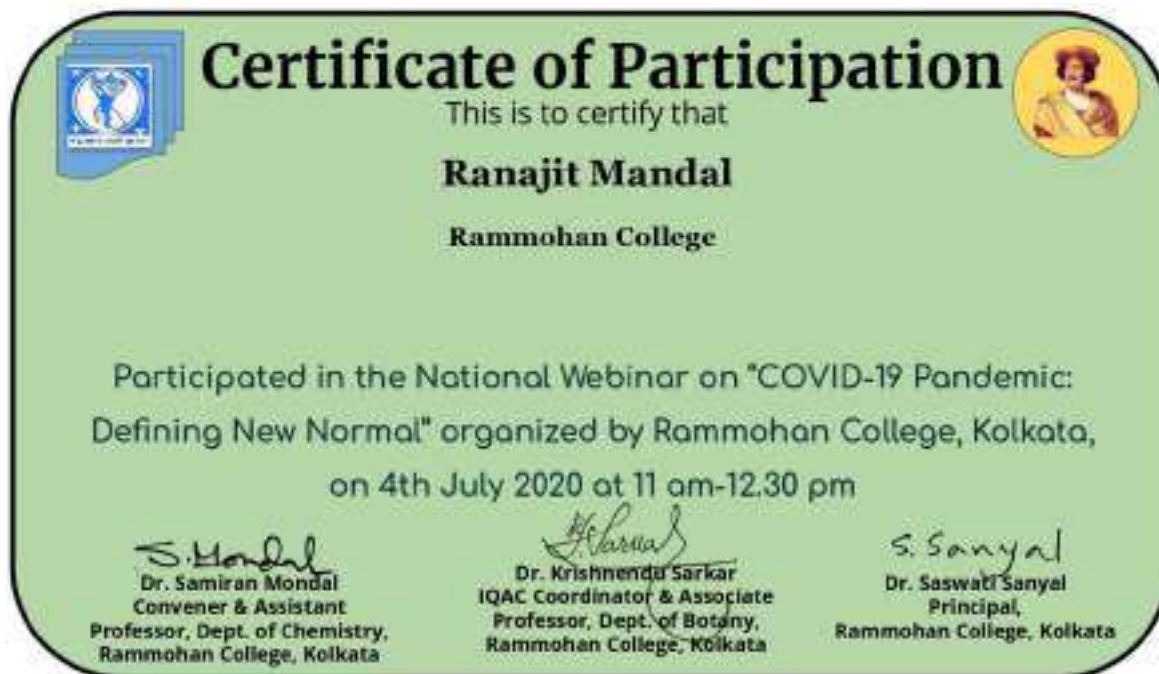 Certificate of Participation
This is to certify that
Ranajit Mandal
Rammohan College
Participated in the National Webinar on "COVID-19 Pandemic:
Defining New Normal" organized by Rammohan College, Kolkata,
on 4th July 2020 at 11 am-12.30 pm
S. Mondal
Dr. Samiran Mondal
Convener & Assistant
Professor, Dept. of Chemistry,
Rammohan College, Kolkata
KSarkar
Dr. Krishnendu Sarkar
IQAC Coordinator & Associate
Professor, Dept. of Botany,
Rammohan College, Kolkata
S. Sanyal
Dr. Saswati Sanyal
Principal,
Rammohan College, Kolkata